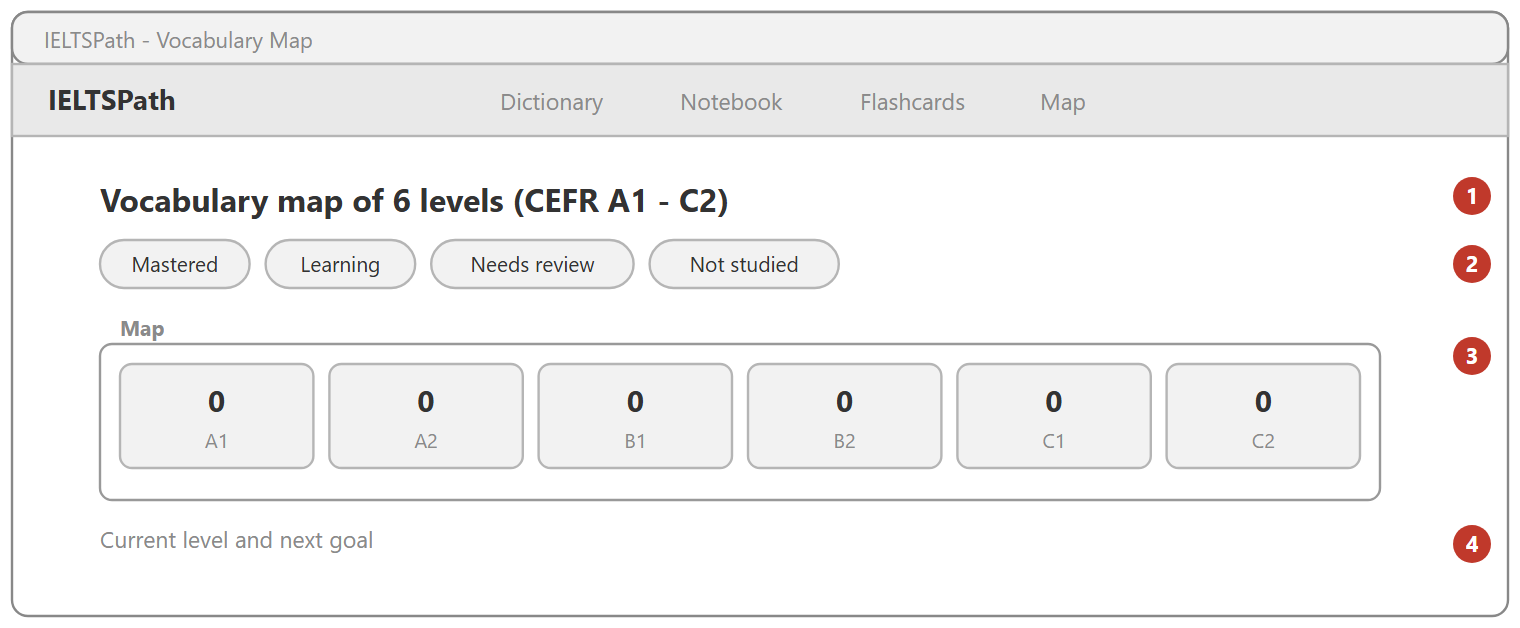 IELTSPath - Vocabulary Map
IELTSPath Dictionary Notebook Flashcards Map
Vocabulary map of 6 levels (CEFR A1 - C2) 1
Mastered Learning Needs review Not studied 2
Map
3
0 0 0 0 0 0
A1 A2 B1 B2 C1 C2
Current level and next goal 4